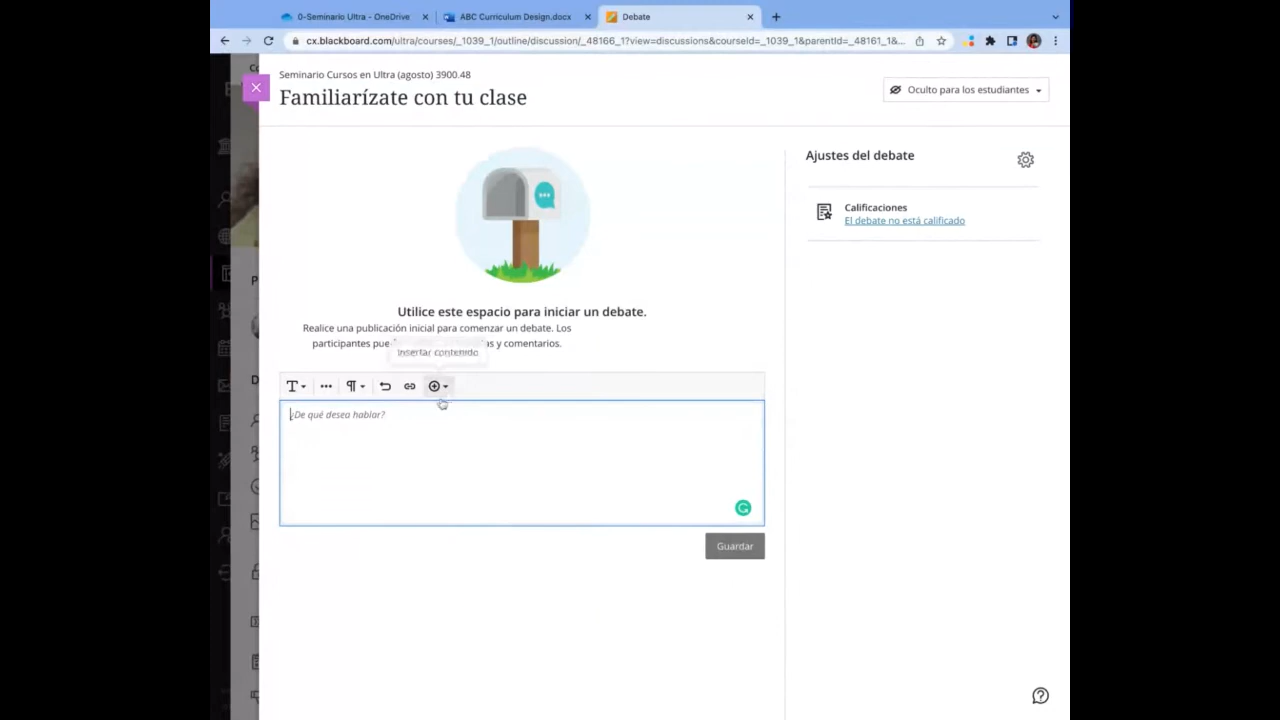 0-Seminario Ultra - OneDrive
ABC Curriculum Design.docx
Debate
cx.blackboard.com/ultra/courses/_1039_1/outline/discussion/_48166_1?view=discussions&courseId=_1039_1&parentId=_48161_1&...
Seminario Cursos en Ultra (agosto) 3900.48
Familiarízate con tu clase
Oculto para los estudiantes
Ajustes del debate
Calificaciones
El debate no está calificado
Utilice este espacio para iniciar un debate.
Realice una publicación inicial para comenzar un debate. Los
participantes y comentarios.
Insertar contenido
¿De qué desea hablar?
Guardar